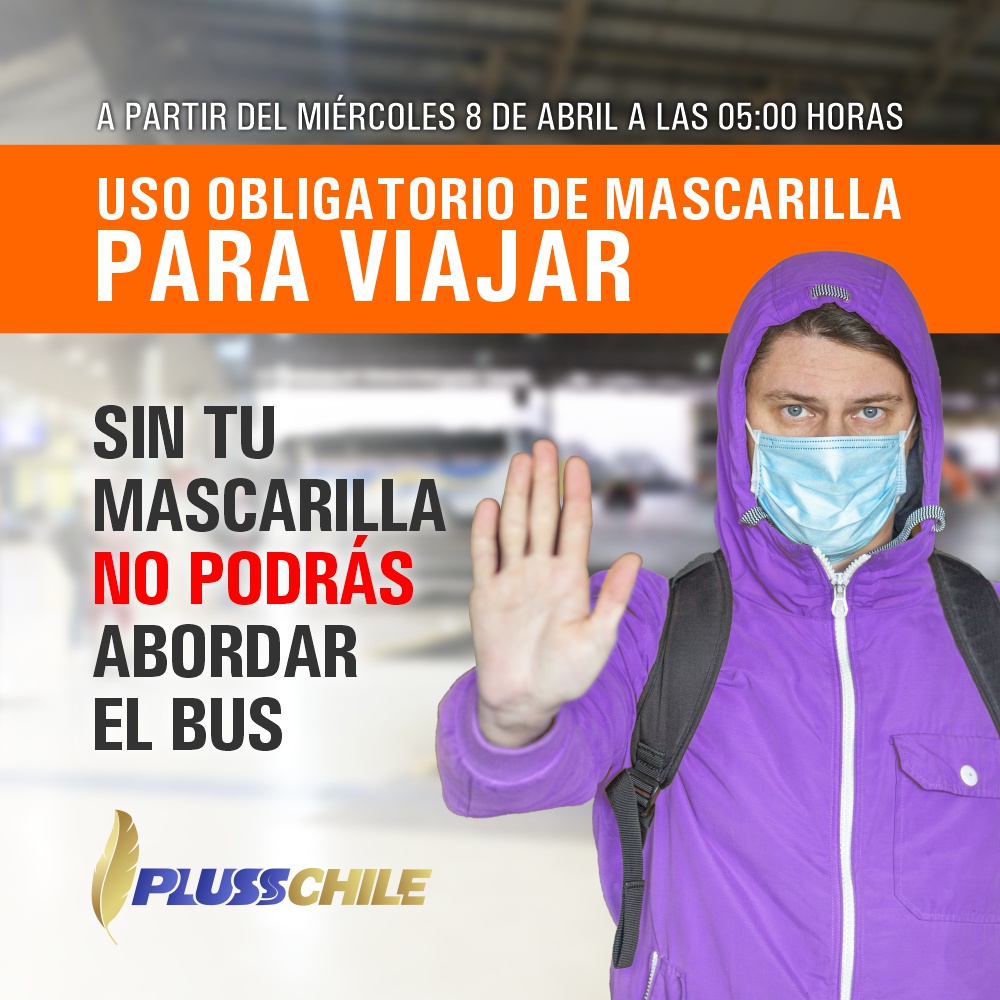 A PARTIR DEL MIÉRCOLES 8 DE ABRIL A LAS 05:00 HORAS
USO OBLIGATORIO DE MASCARILLA
PARA VIAJAR
SIN TU
MASCARILLA
NO PODRÁS
ABORDAR
EL BUS
PLUSSCHILE